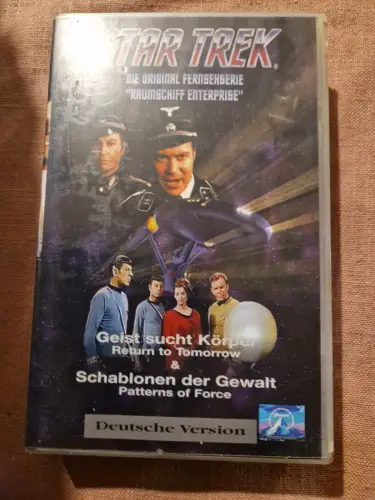 STAR TREK
DIE ORIGINAL FERNSEHSERIE
"RAUMSCHIFF ENTERPRISE"
Geist sucht Körper
Return to Tomorrow
&
Schablonen der Gewalt
Patterns of Force
Deutsche Version
Paramount